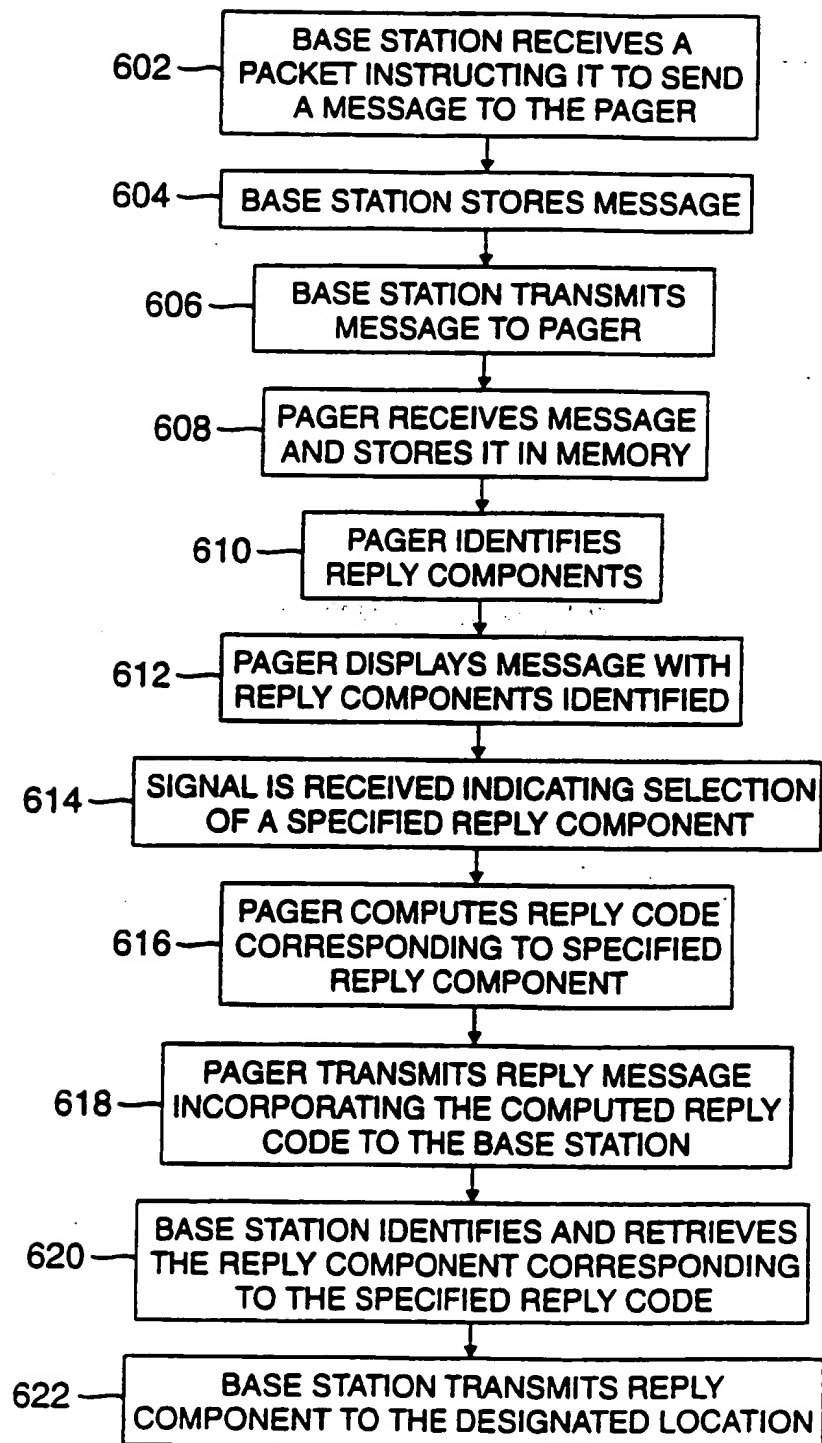 602
BASE STATION RECEIVES A
PACKET INSTRUCTING IT TO SEND
A MESSAGE TO THE PAGER
604
BASE STATION STORES MESSAGE
606
BASE STATION TRANSMITS
MESSAGE TO PAGER
608
PAGER RECEIVES MESSAGE
AND STORES IT IN MEMORY
610
PAGER IDENTIFIES
REPLY COMPONENTS
612
PAGER DISPLAYS MESSAGE WITH
REPLY COMPONENTS IDENTIFIED
614
SIGNAL IS RECEIVED INDICATING SELECTION
OF A SPECIFIED REPLY COMPONENT
616
PAGER COMPUTES REPLY CODE
CORRESPONDING TO SPECIFIED
REPLY COMPONENT
618
PAGER TRANSMITS REPLY MESSAGE
INCORPORATING THE COMPUTED REPLY
CODE TO THE BASE STATION
620
BASE STATION IDENTIFIES AND RETRIEVES
THE REPLY COMPONENT CORRESPONDING
TO THE SPECIFIED REPLY CODE
622
BASE STATION TRANSMITS REPLY
COMPONENT TO THE DESIGNATED LOCATION